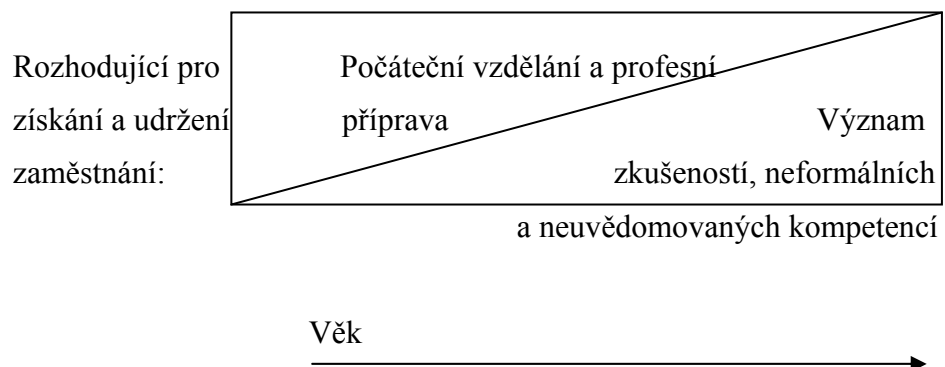 Rozhodující pro
získání a udržení
zaměstnání:
Počáteční vzdělání a profesní
příprava
Význam
zkušeností, neformálních
a neuvědomovaných kompetencí
Věk